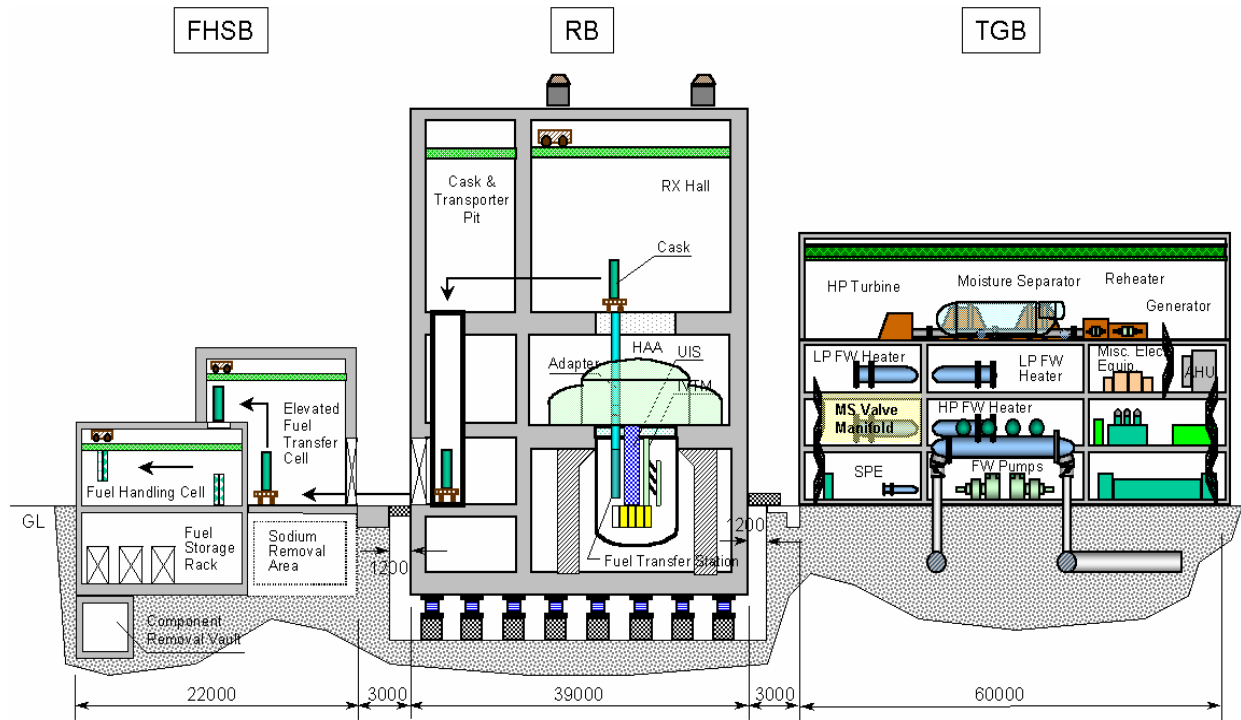 FHSB
RB
TGB
Cask &
Transporter
Pit
RX Hall
Cask
HP Turbine
Moisture Separator
Reheater
Generator
HAA
UIS
IVTM
Adapter
LP FW Heater
LP FW
Heater
Misc. Elec.
Equip.
AHU
Elevated
Fuel
Transfer
Cell
MS Valve
Manifold
HP FW Heater
Fuel Handling Cell
SPE
FW Pumps
GL
Fuel
Storage
Rack
Sodium
Removal
Area
1200
Fuel Transfer Station
1200
Component
Removal Vault
22000
3000
39000
3000
60000